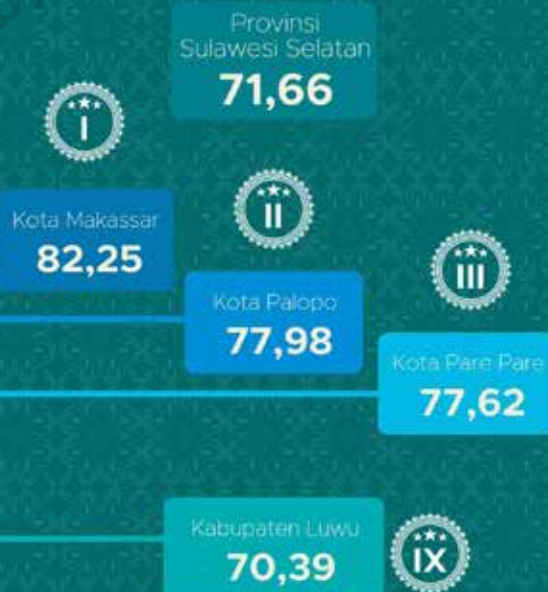 Provinsi
Sulawesi Selatan
71,66
I
Kota Makassar
82,25
II
Kota Palopo
77,98
III
Kota Pare Pare
77,62
Kabupaten Luwu
70,39
IX